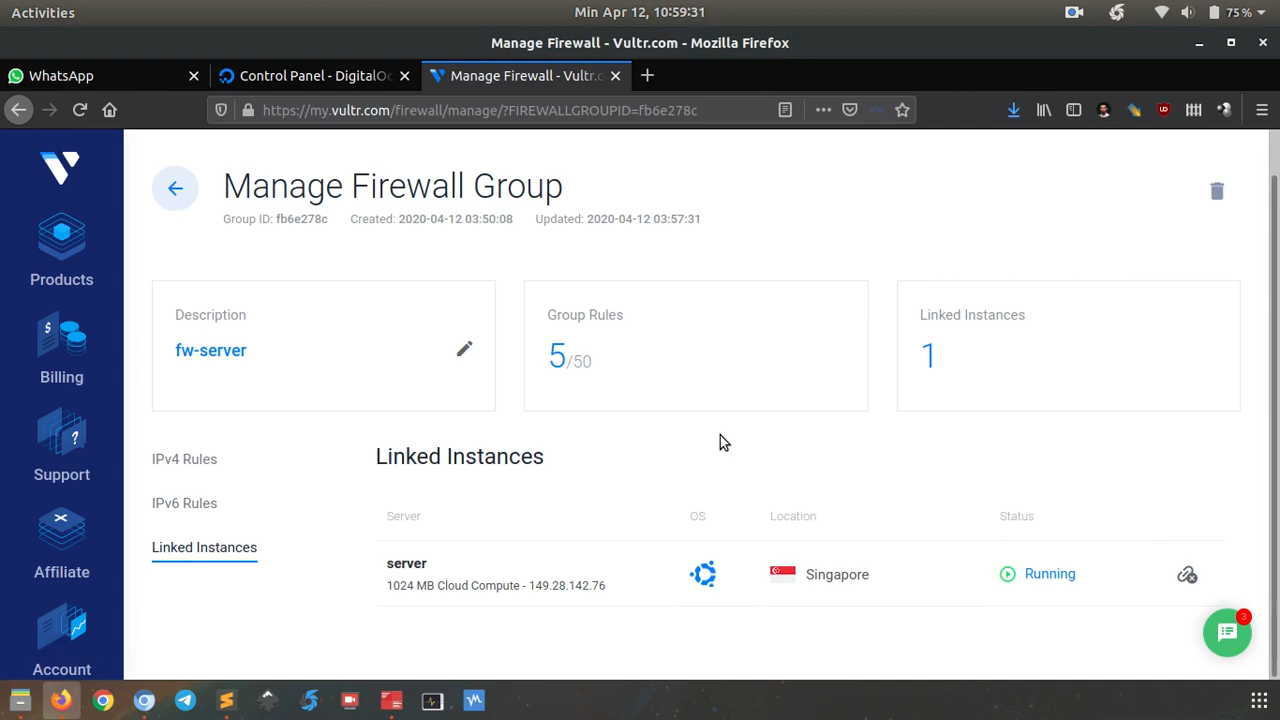 Activities
Min Apr 12, 10:59:31
75 %
Manage Firewall - Vultr.com - Mozilla Firefox
WhatsApp
Control Panel - DigitalOc
Manage Firewall - Vultr.c
https://my.vultr.com/firewall/manage/?FIREWALLGROUPID=fb6e278c
Manage Firewall Group
Group ID: fb6e278c Created: 2020-04-12 03:50:08 Updated: 2020-04-12 03:57:31
Products
Billing
Support
Affiliate
Account
Description
fw-server
Group Rules
5/50
Linked Instances
1
IPv4 Rules
IPv6 Rules
Linked Instances
Linked Instances
Server OS Location Status
server
1024 MB Cloud Compute - 149.28.142.76
Singapore
Running
3